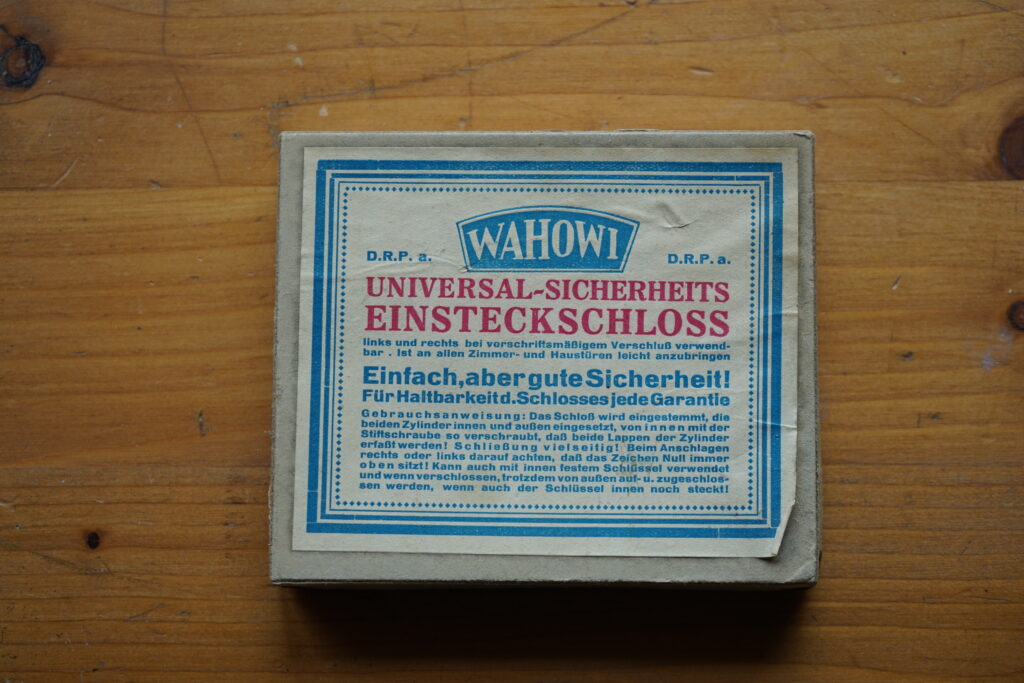 WAHOWI
D.R.P. a. D.R.P. a.
UNIVERSAL-SICHERHEITS
EINSTECKSCHLOSS
links und rechts bei vorschriftsmäßigem Verschluß verwend-
bar . Ist an allen Zimmer- und Haustüren leicht anzubringen
Einfach, aber gute Sicherheit!
Für Haltbarkeit d. Schlosses jede Garantie
Gebrauchsanweisung: Das Schloß wird eingestemmt, die
beiden Zylinder innen und außen eingesetzt, von innen mit der
Stiftschraube so verschraubt, daß beide Lappen der Zylinder
erfaßt werden! Schließung vielseitig! Beim Anschlagen
rechts oder links darauf achten, daß das Zeichen Null immer
oben sitzt! Kann auch mit innen festem Schlüssel verwendet
und wenn verschlossen, trotzdem von außen auf- u. zugeschlos-
sen werden, wenn auch der Schlüssel innen noch steckt!